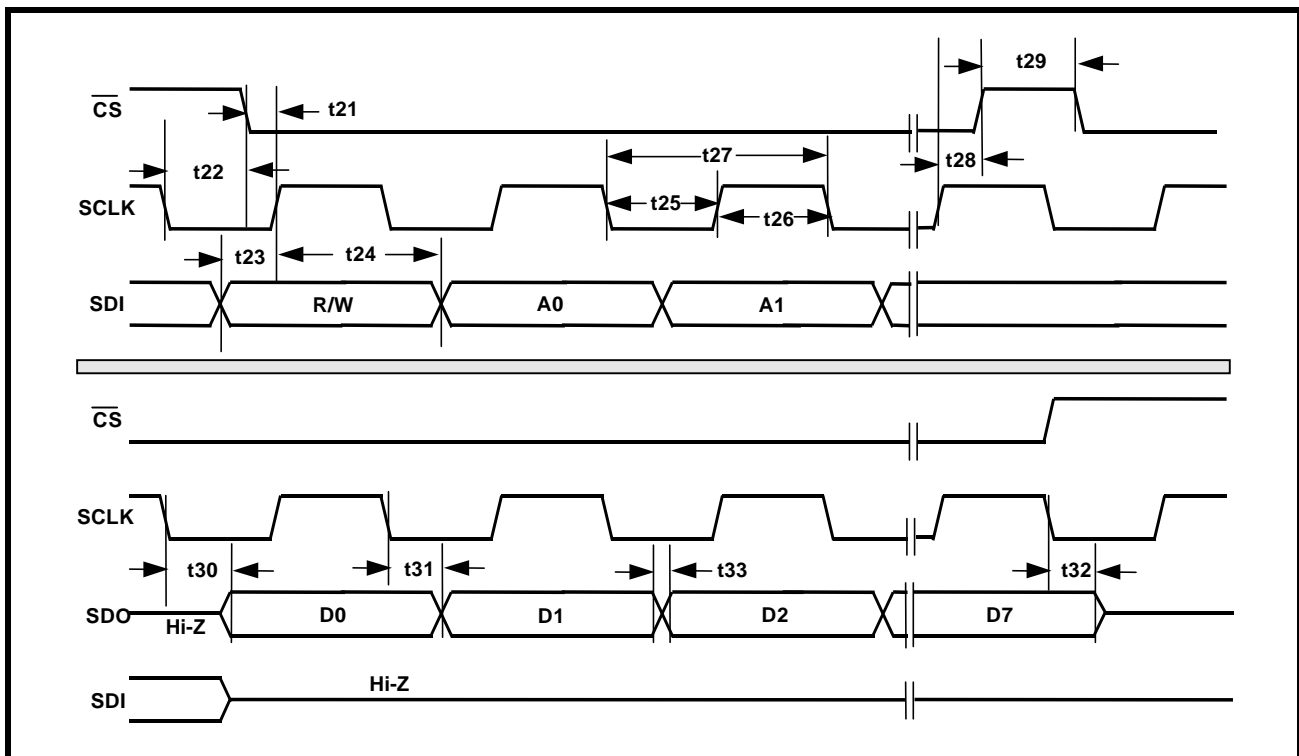 t29
CS
t21
t27
t28
t22
SCLK
t25
t26
t23
t24
SDI
R/W
A0
A1
CS
SCLK
t30
t31
t33
t32
SDO
Hi-Z
D0
D1
D2
D7
Hi-Z
SDI